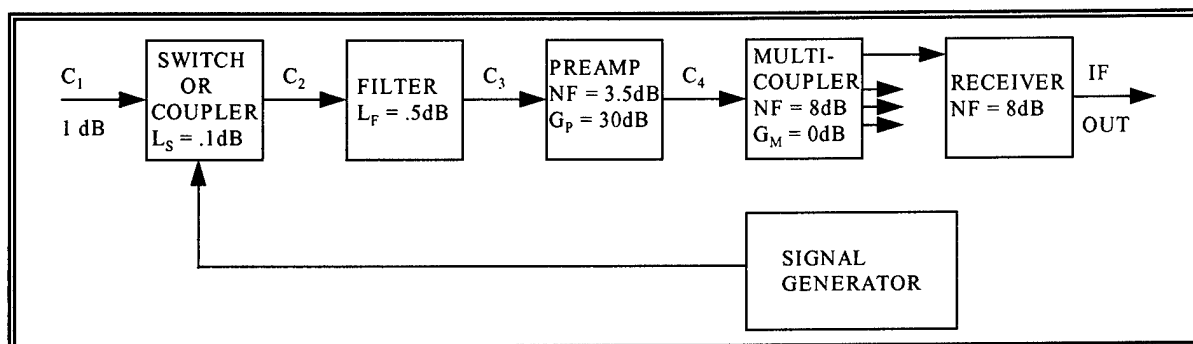 C1
1 dB
SWITCH
OR
COUPLER
LS = .1dB
C2
FILTER
LF = .5dB
C3
PREAMP
NF = 3.5dB
GP = 30dB
C4
MULTI-
COUPLER
NF = 8dB
GM = 0dB
RECEIVER
NF = 8dB
IF
OUT
SIGNAL
GENERATOR